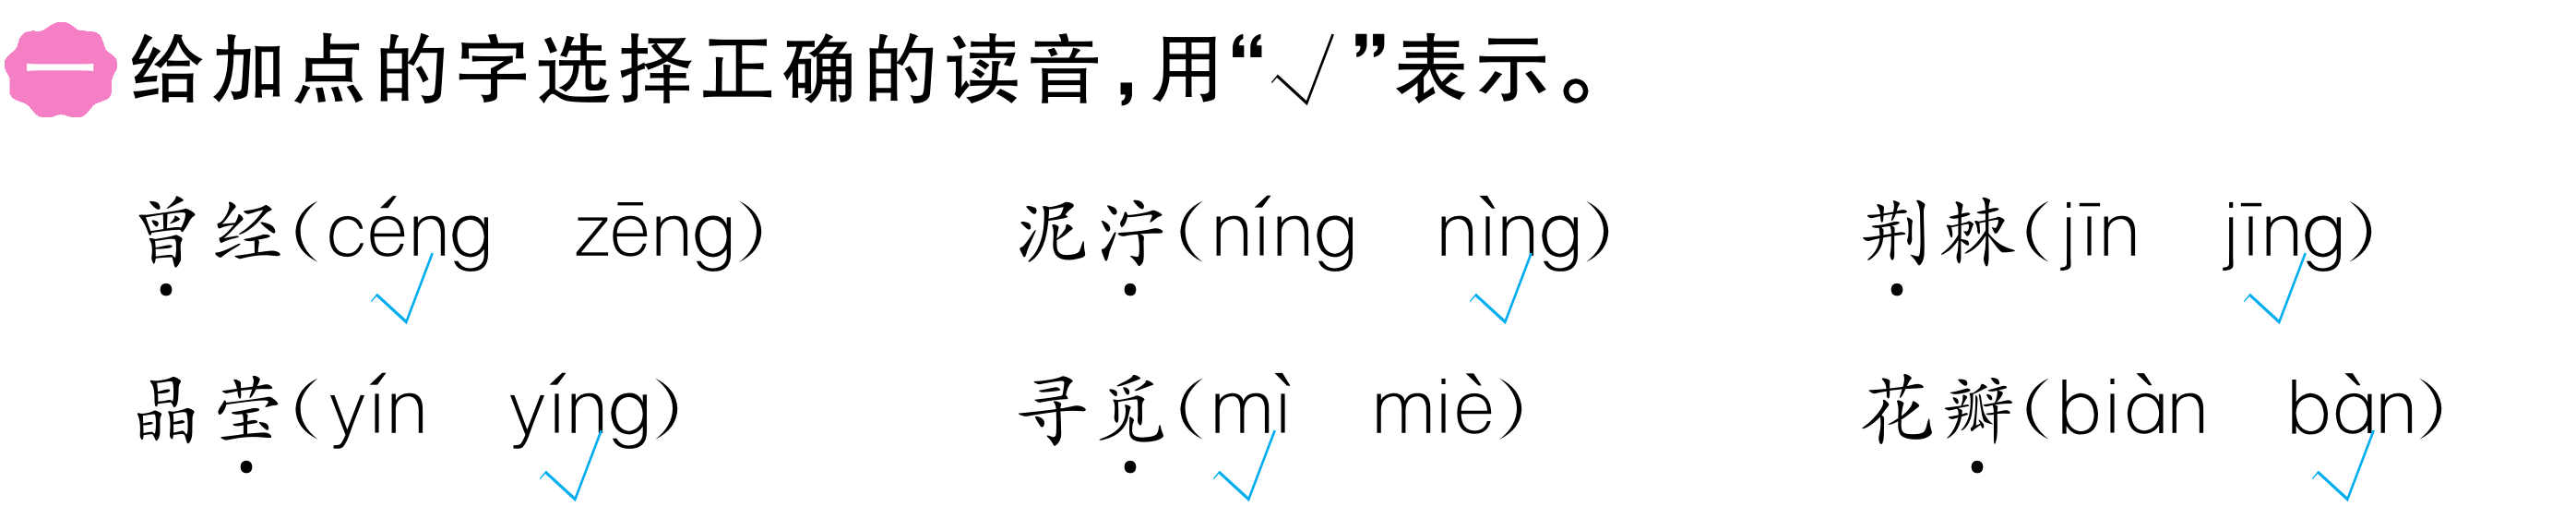 一 给加点的字选择正确的读音,用“√”表示。
曾经(céng zēng) 泥泞(níng nìng) 荆棘(jīn jīng)
晶莹(yín yíng) 寻觅(mì miè) 花瓣(biàn bàn)